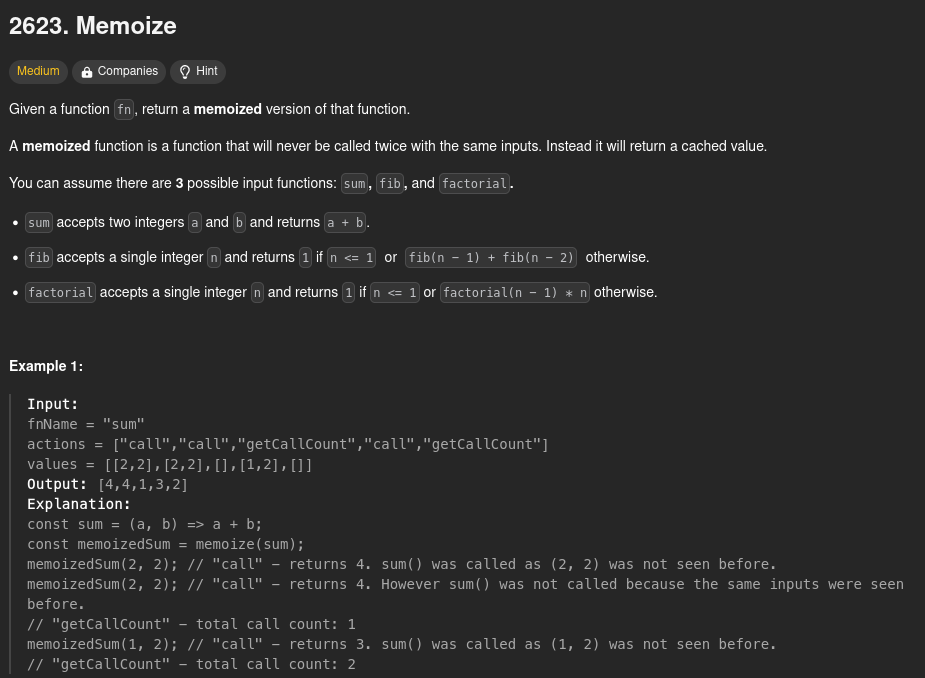 2623. Memoize
Medium Companies Hint
Given a function fn, return a memoized version of that function.
A memoized function is a function that will never be called twice with the same inputs. Instead it will return a cached value.
You can assume there are 3 possible input functions: sum, fib, and factorial.
• sum accepts two integers a and b and returns a + b.
• fib accepts a single integer n and returns 1 if n <= 1 or fib(n − 1) + fib(n − 2) otherwise.
• factorial accepts a single integer n and returns 1 if n <= 1 or factorial(n − 1) * n otherwise.
Example 1:
Input:
fnName = "sum"
actions = ["call","call","getCallCount","call","getCallCount"]
values = [[2,2],[2,2],[],[1,2],[]]
Output: [4,4,1,3,2]
Explanation:
const sum = (a, b) => a + b;
const memoizedSum = memoize(sum);
memoizedSum(2, 2); // "call" − returns 4. sum() was called as (2, 2) was not seen before.
memoizedSum(2, 2); // "call" − returns 4. However sum() was not called because the same inputs were seen
before.
// "getCallCount" − total call count: 1
memoizedSum(1, 2); // "call" − returns 3. sum() was called as (1, 2) was not seen before.
// "getCallCount" − total call count: 2